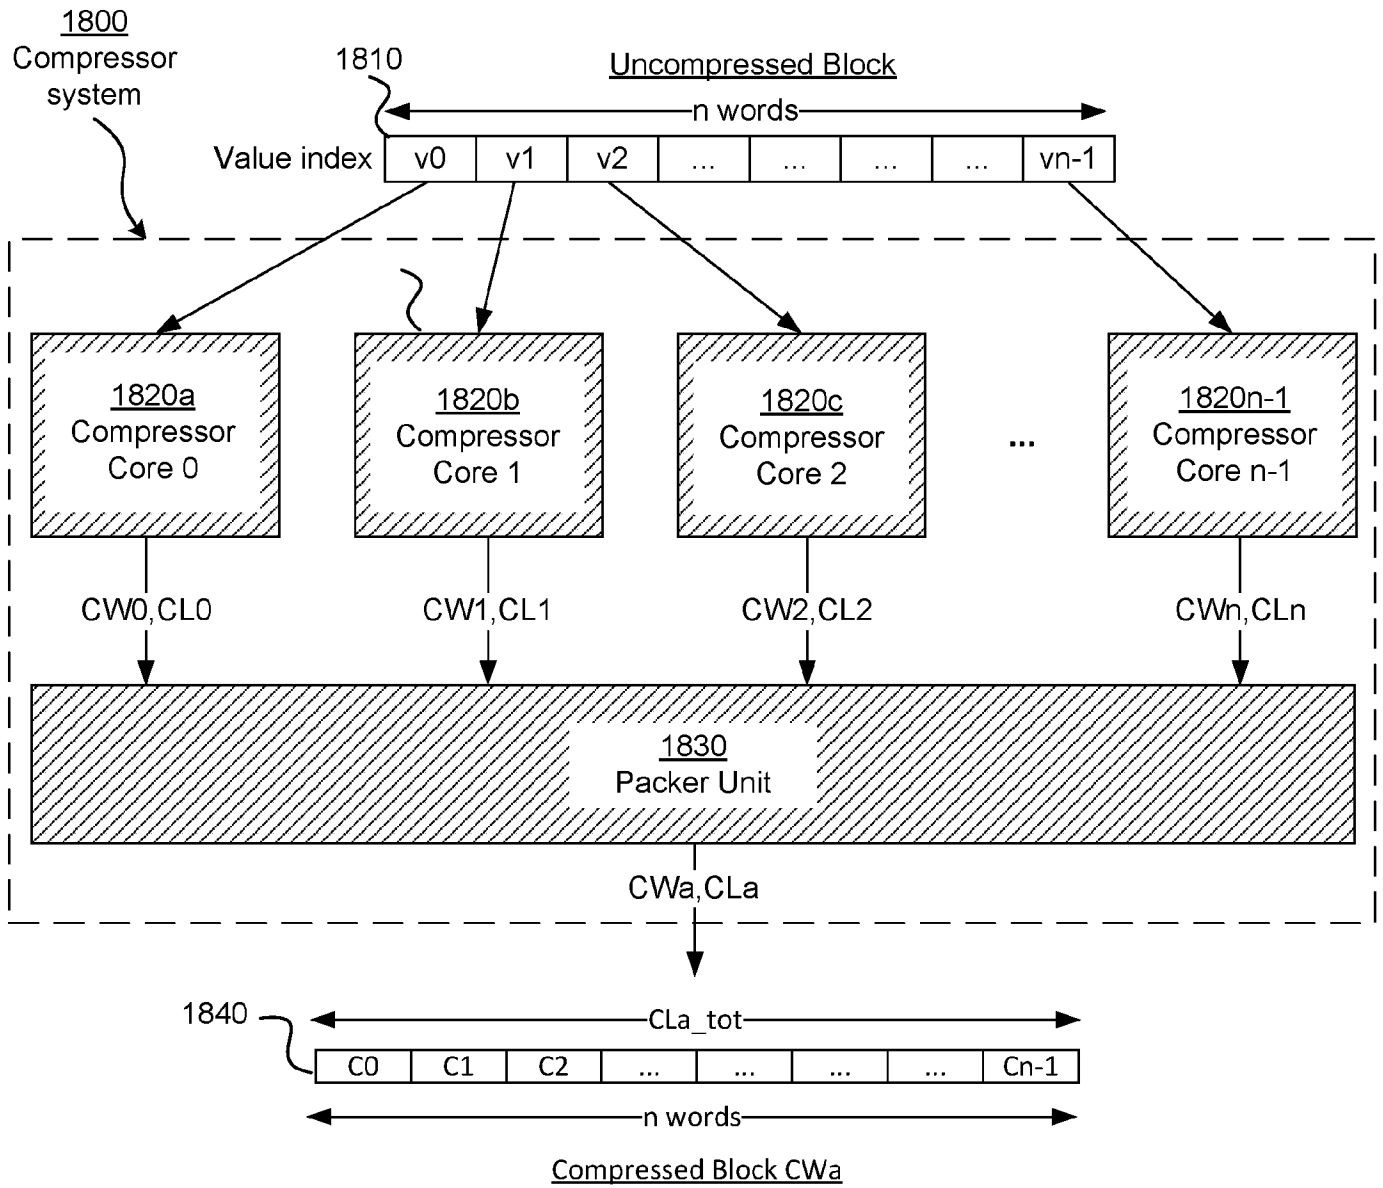 1800
Compressor
system
1810
Uncompressed Block
n words
Value index
v0
v1
v2
...
...
...
...
vn-1
1820a
Compressor
Core 0
1820b
Compressor
Core 1
1820c
Compressor
Core 2
...
1820n-1
Compressor
Core n-1
CW0,CL0
CW1,CL1
CW2,CL2
CWn,CLn
1830
Packer Unit
CWa,CLa
1840
CLa_tot
C0
C1
C2
...
...
...
...
Cn-1
n words
Compressed Block CWa